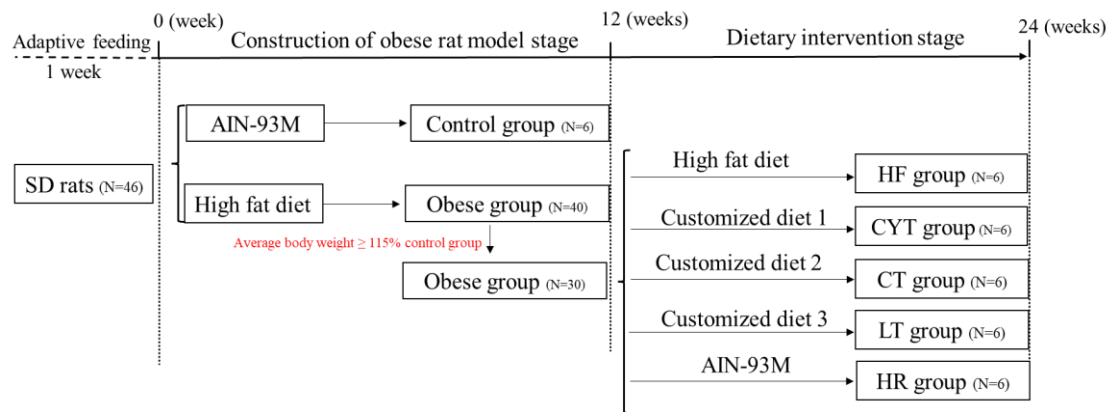 0 (week)
12 (weeks)
24 (weeks)
Adaptive feeding
Construction of obese rat model stage
Dietary intervention stage
1 week
AIN-93M
Control group (N=6)
SD rats (N=46)
High fat diet
Obese group (N=40)
Average body weight ≥ 115% control group
Obese group (N=30)
High fat diet
HF group (N=6)
Customized diet 1
CYT group (N=6)
Customized diet 2
CT group (N=6)
Customized diet 3
LT group (N=6)
AIN-93M
HR group (N=6)